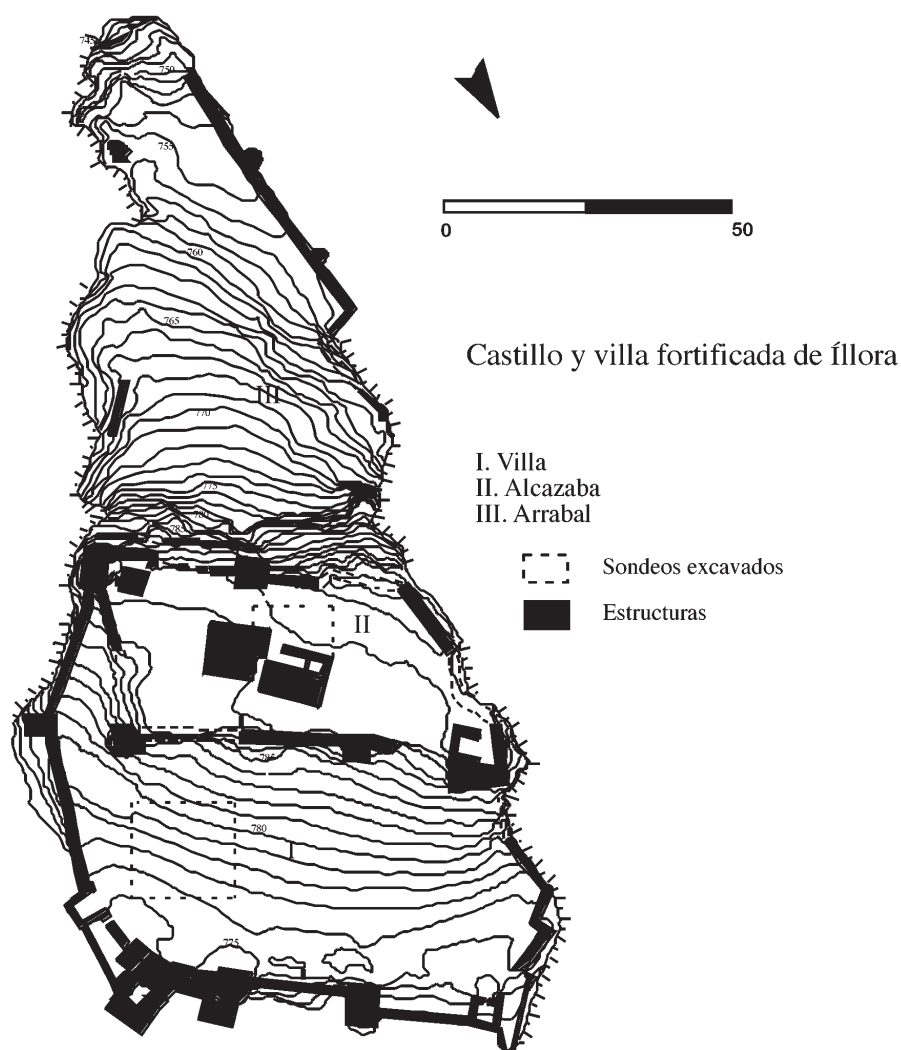 745
750
755
0 50
760
765
Castillo y villa fortificada de Íllora
III
770
I. Villa
II. Alcazaba
III. Arrabal
775
780
785
Sondeos excavados
Estructuras
II
785
780
I
775